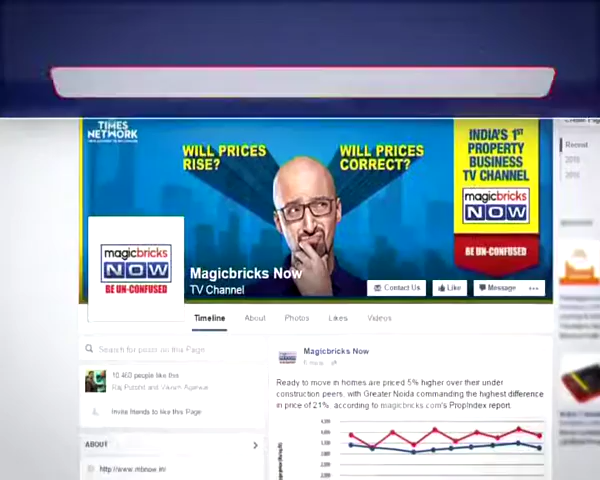 TIMES
NETWORK
WILL PRICES
RISE?
WILL PRICES
CORRECT?
INDIA'S 1ST
PROPERTY
BUSINESS
TV CHANNEL
magicbricks
NOW
BE UN-CONFUSED
magicbricks
NOW
BE UN-CONFUSED
Magicbricks Now
TV Channel
Contact Us
Like
Message
Timeline
About
Photos
Likes
Videos
Recent
2015
Search for posts on this Page
10,460 people like this
Invite friends to like this Page
ABOUT
http://www.mbnow.in/
Magicbricks Now
Ready to move in homes are priced 5% higher over their under
construction peers, with Greater Noida commanding the highest difference
in price of 21%, according to magicbricks.com's PropIndex report.